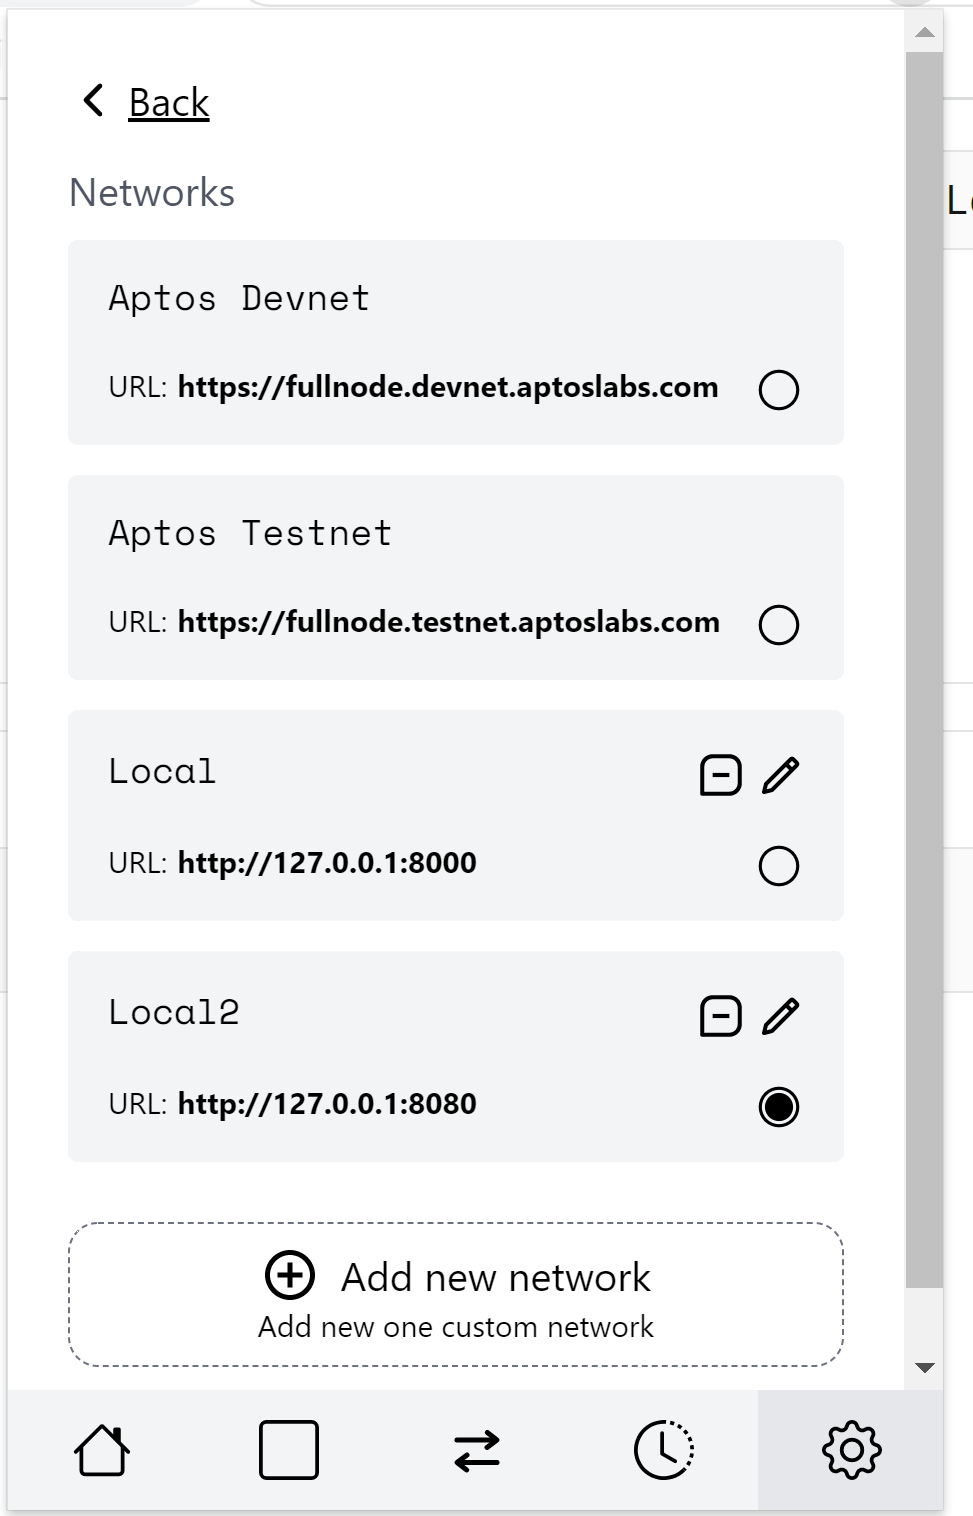 Back
Networks
Aptos Devnet
URL: https://fullnode.devnet.aptoslabs.com
Aptos Testnet
URL: https://fullnode.testnet.aptoslabs.com
Local
URL: http://127.0.0.1:8000
Local2
URL: http://127.0.0.1:8080
Add new network
Add new one custom network